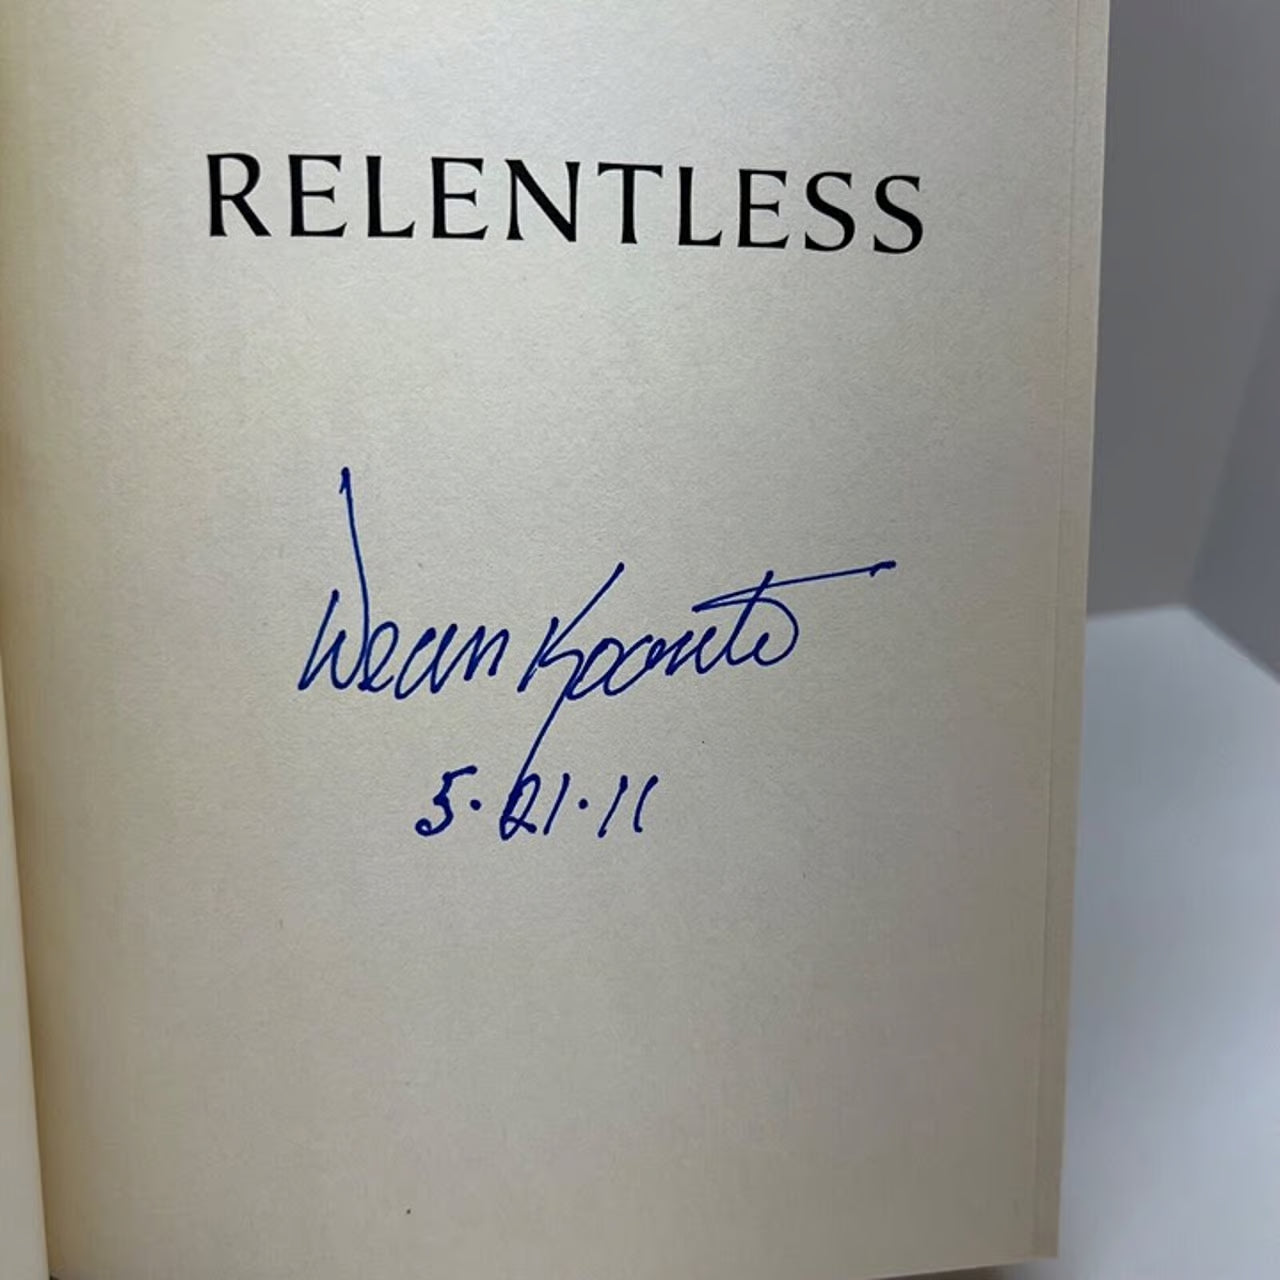 RELENTLESS
Dean Koontz
5.21.11